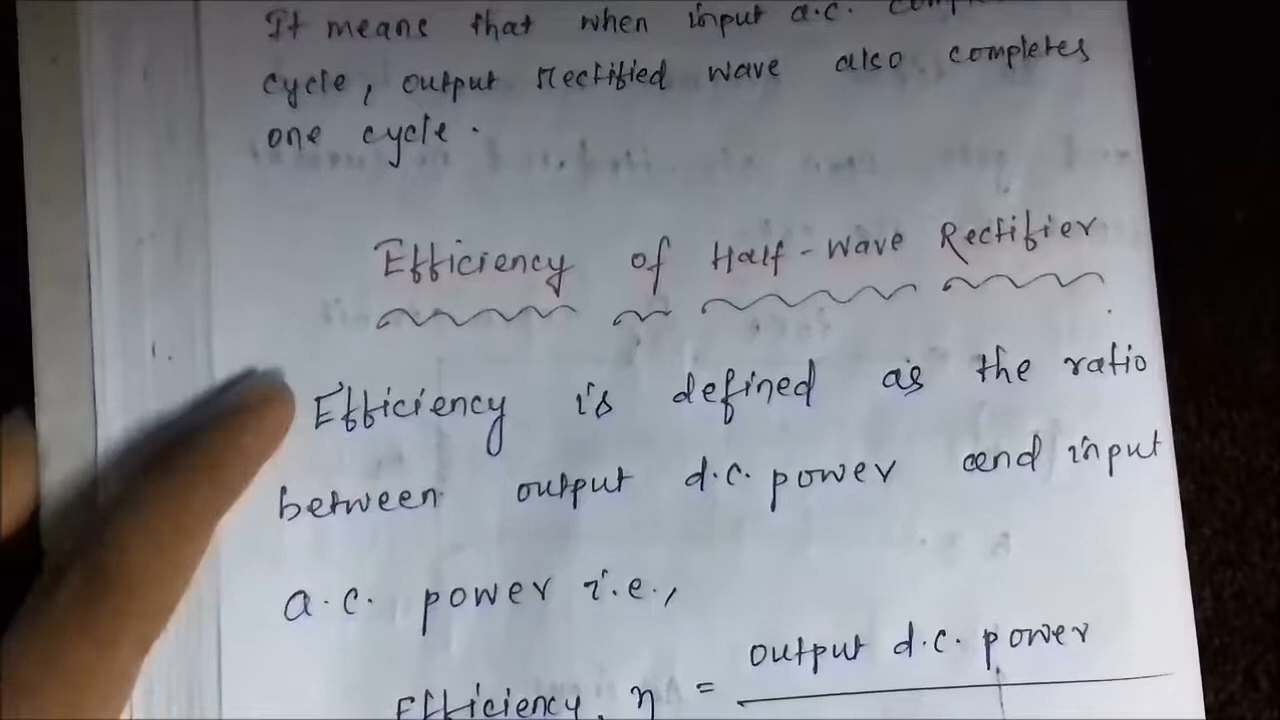 It means that when input a.c.
cycle, output rectified wave also completes
one cycle.
Efficiency of Half-Wave Rectifier
Efficiency is defined as the ratio
between output d.c. power and input
a.c. power i.e.,
output d.c. power
Efficiency, η =